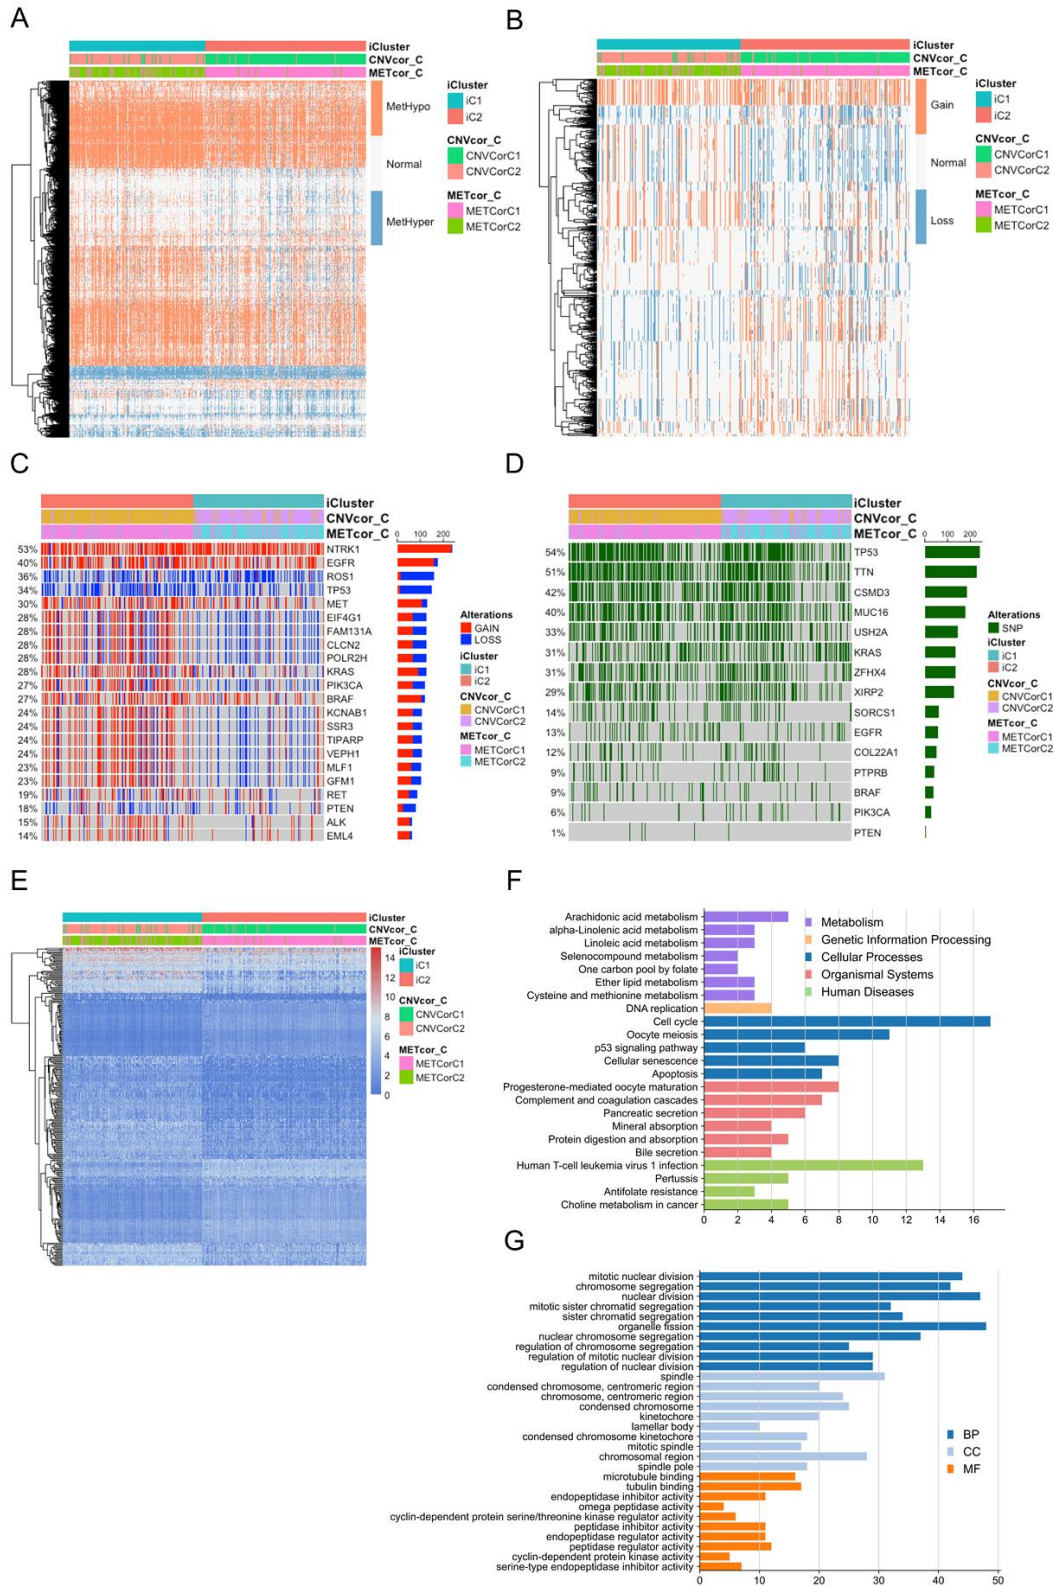 A
iCluster
CNVcor_C
METcor_C
MetHypo
Normal
MetHyper
iCluster
iC1
iC2
CNVcor_C
CNVCorC1
CNVCorC2
METcor_C
METCorC1
METCorC2
B
iCluster
CNVcor_C
METcor_C
Gain
Normal
Loss
iCluster
iC1
iC2
CNVcor_C
CNVCorC1
CNVCorC2
METcor_C
METCorC1
METCorC2
C
iCluster
CNVcor_C
METcor_C
0 100 200
53% NTRK1
40% EGFR
36% ROS1
34% TP53
30% MET
28% EIF4G1
28% FAM131A
28% CLCN2
28% POLR2H
28% KRAS
27% PIK3CA
27% BRAF
24% KCNAB1
24% SSR3
24% TIPARP
24% VEPH1
23% MLF1
23% GFM1
19% RET
18% PTEN
15% ALK
14% EML4
Alterations
GAIN
LOSS
iCluster
iC1
iC2
CNVcor_C
CNVCorC1
CNVCorC2
METcor_C
METCorC1
METCorC2
D
iCluster
CNVcor_C
METcor_C
0 100 200
54% TP53
51% TTN
42% CSMD3
40% MUC16
33% USH2A
31% KRAS
31% ZFHX4
29% XIRP2
14% SORCS1
13% EGFR
12% COL22A1
9% PTPRB
9% BRAF
6% PIK3CA
1% PTEN
Alterations
SNP
iCluster
iC1
iC2
CNVcor_C
CNVCorC1
CNVCorC2
METcor_C
METCorC1
METCorC2
E
iCluster
CNVcor_C
METcor_C
14
12
10
8
6
4
2
0
iCluster
iC1
iC2
CNVcor_C
CNVCorC1
CNVCorC2
METcor_C
METCorC1
METCorC2
F
Arachidonic acid metabolism
alpha-Linolenic acid metabolism
Linoleic acid metabolism
Selenocompound metabolism
One carbon pool by folate
Ether lipid metabolism
Cysteine and methionine metabolism
DNA replication
Cell cycle
Oocyte meiosis
p53 signaling pathway
Cellular senescence
Apoptosis
Progesterone-mediated oocyte maturation
Complement and coagulation cascades
Pancreatic secretion
Mineral absorption
Protein digestion and absorption
Bile secretion
Human T-cell leukemia virus 1 infection
Pertussis
Antifolate resistance
Choline metabolism in cancer
0 2 4 6 8 10 12 14 16
Metabolism
Genetic Information Processing
Cellular Processes
Organismal Systems
Human Diseases
G
mitotic nuclear division
chromosome segregation
nuclear division
mitotic sister chromatid segregation
sister chromatid segregation
organelle fission
nuclear chromosome segregation
regulation of chromosome segregation
regulation of mitotic nuclear division
regulation of nuclear division
spindle
condensed chromosome, centromeric region
chromosome, centromeric region
condensed chromosome
kinetochore
lamellar body
condensed chromosome kinetochore
mitotic spindle
chromosomal region
spindle pole
microtubule binding
tubulin binding
endopeptidase inhibitor activity
omega peptidase activity
cyclin-dependent protein serine/threonine kinase regulator activity
peptidase inhibitor activity
endopeptidase regulator activity
peptidase regulator activity
cyclin-dependent protein kinase activity
serine-type endopeptidase inhibitor activity
0 10 20 30 40 50
BP
CC
MF